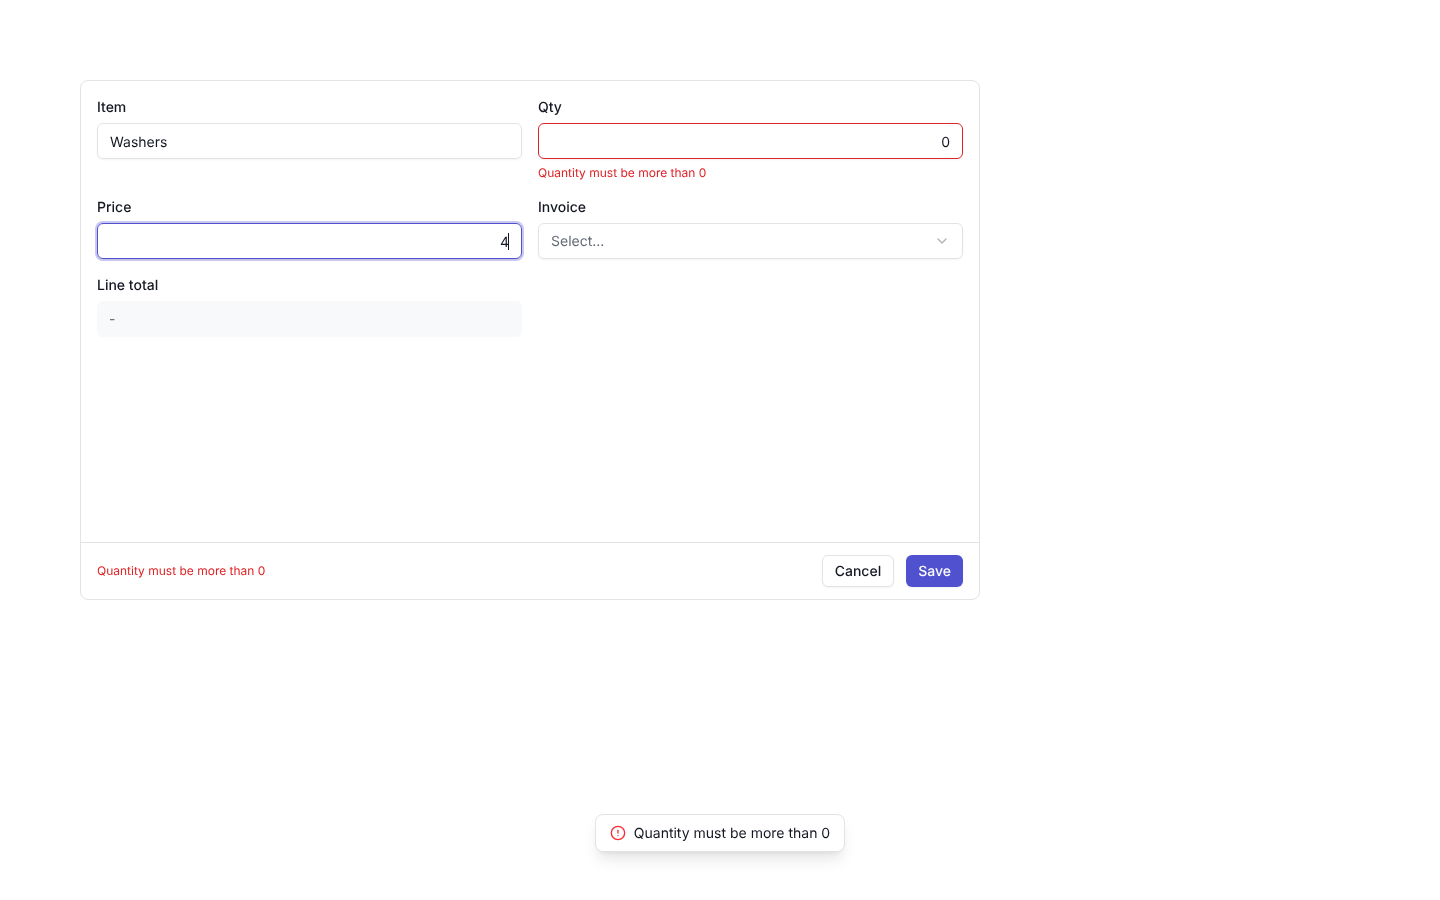 Item
Washers
Qty
0
Quantity must be more than 0
Price
4
Invoice
Select...
Line total
-
Quantity must be more than 0
Cancel
Save
Quantity must be more than 0